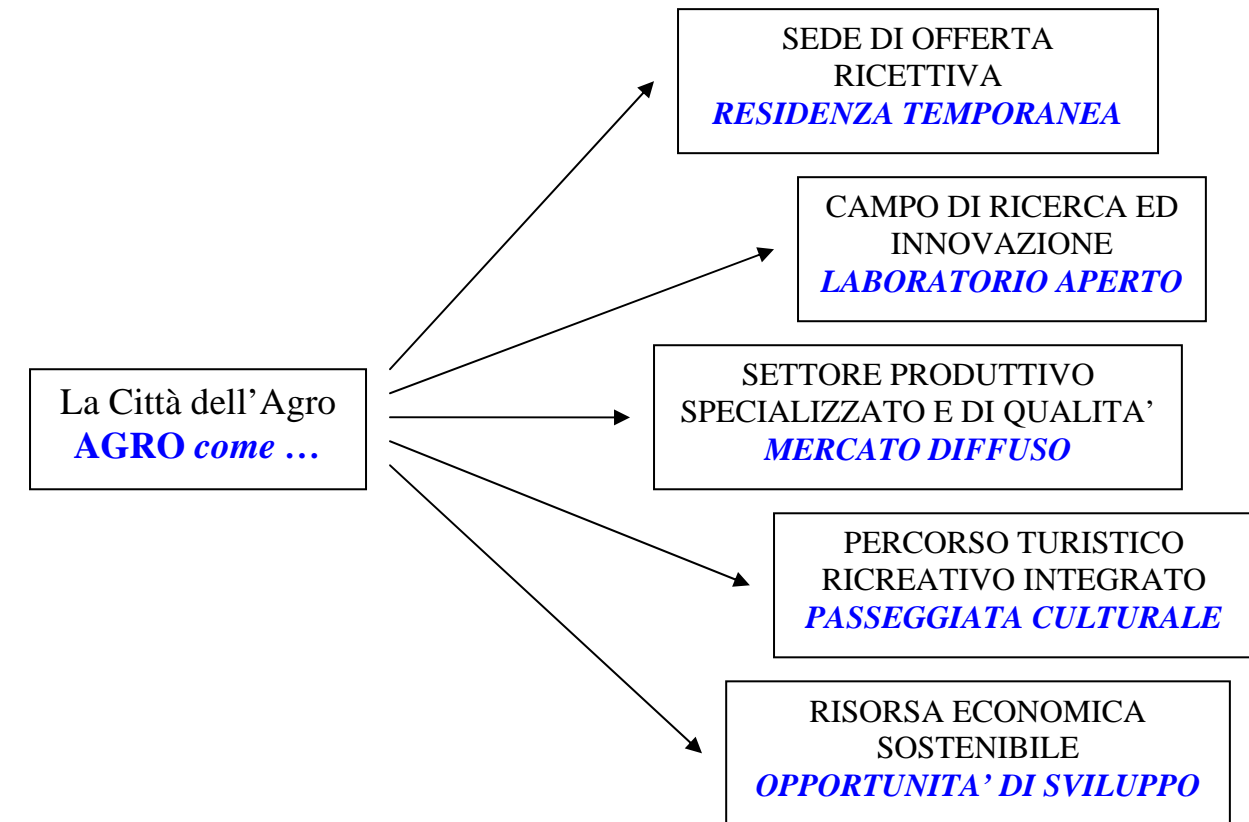 SEDE DI OFFERTA
RICETTIVA
RESIDENZA TEMPORANEA
CAMPO DI RICERCA ED
INNOVAZIONE
LABORATORIO APERTO
La Città dell’Agro
AGRO come …
SETTORE PRODUTTIVO
SPECIALIZZATO E DI QUALITA’
MERCATO DIFFUSO
PERCORSO TURISTICO
RICREATIVO INTEGRATO
PASSEGGIATA CULTURALE
RISORSA ECONOMICA
SOSTENIBILE
OPPORTUNITA’ DI SVILUPPO